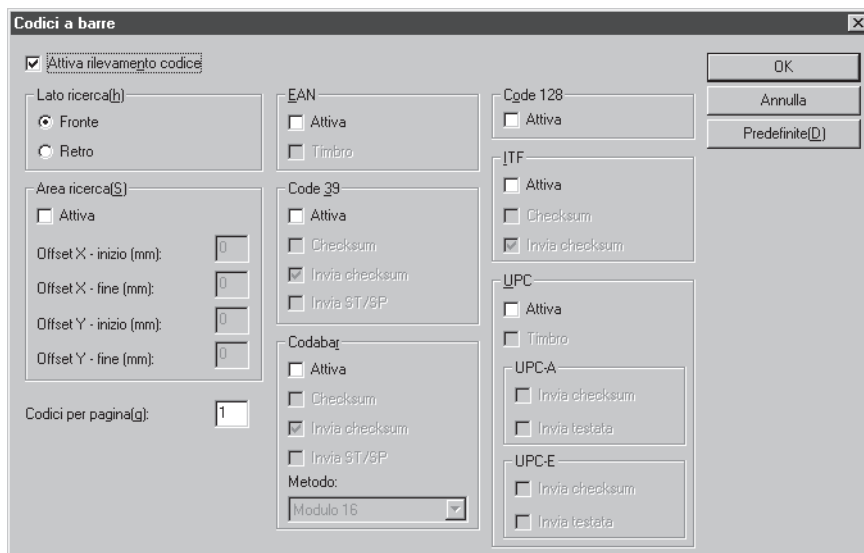 Codici a barre
Attiva rilevamento codice
Lato ricerca(h)
Fronte
Retro
Area ricerca(S)
Attiva
Offset X - inizio (mm): 0
Offset X - fine (mm): 0
Offset Y - inizio (mm): 0
Offset Y - fine (mm): 0
Codici per pagina(g): 1
EAN
Attiva
Timbro
Code 39
Attiva
Checksum
Invia checksum
Invia ST/SP
Codabar
Attiva
Checksum
Invia checksum
Invia ST/SP
Metodo:
Modulo 16
Code 128
Attiva
ITF
Attiva
Checksum
Invia checksum
UPC
Attiva
Timbro
UPC-A
Invia checksum
Invia testata
UPC-E
Invia checksum
Invia testata
OK
Annulla
Predefinite(D)